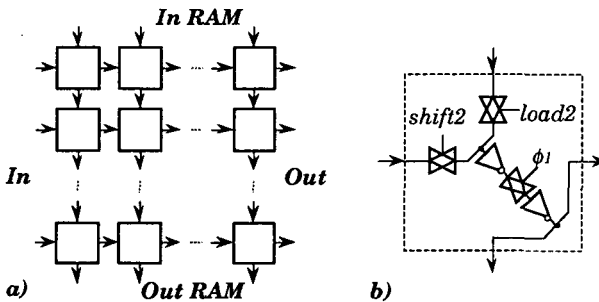 In RAM
In
Out
Out RAM
a)
shift2
load2
ϕ1
b)